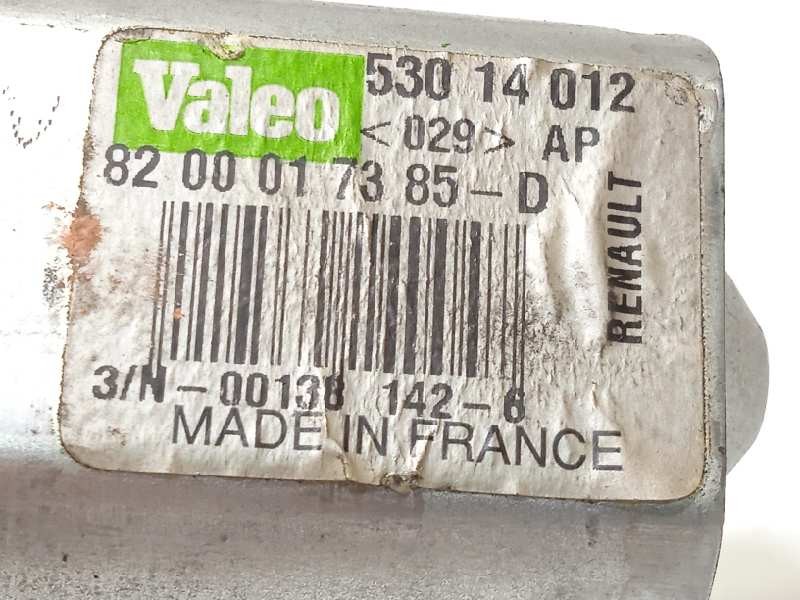 Valeo 530 14 012
<029> AP
82 00 01 73 85-D
RENAULT
3/N-00138 142-6
MADE IN FRANCE